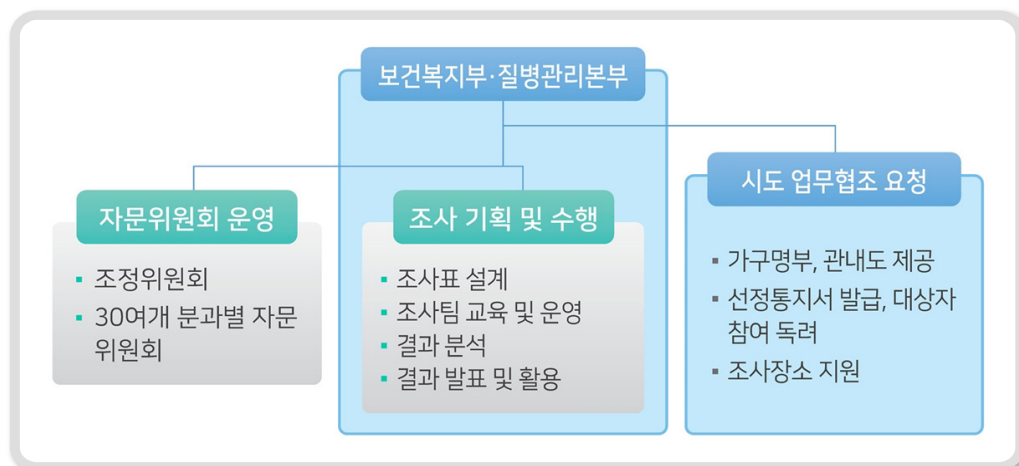 보건복지부·질병관리본부
자문위원회 운영
▪ 조정위원회
▪ 30여개 분과별 자문
위원회
조사 기획 및 수행
▪ 조사표 설계
▪ 조사팀 교육 및 운영
▪ 결과 분석
▪ 결과 발표 및 활용
시도 업무협조 요청
▪ 가구명부, 관내도 제공
▪ 선정통지서 발급, 대상자
참여 독려
▪ 조사장소 지원